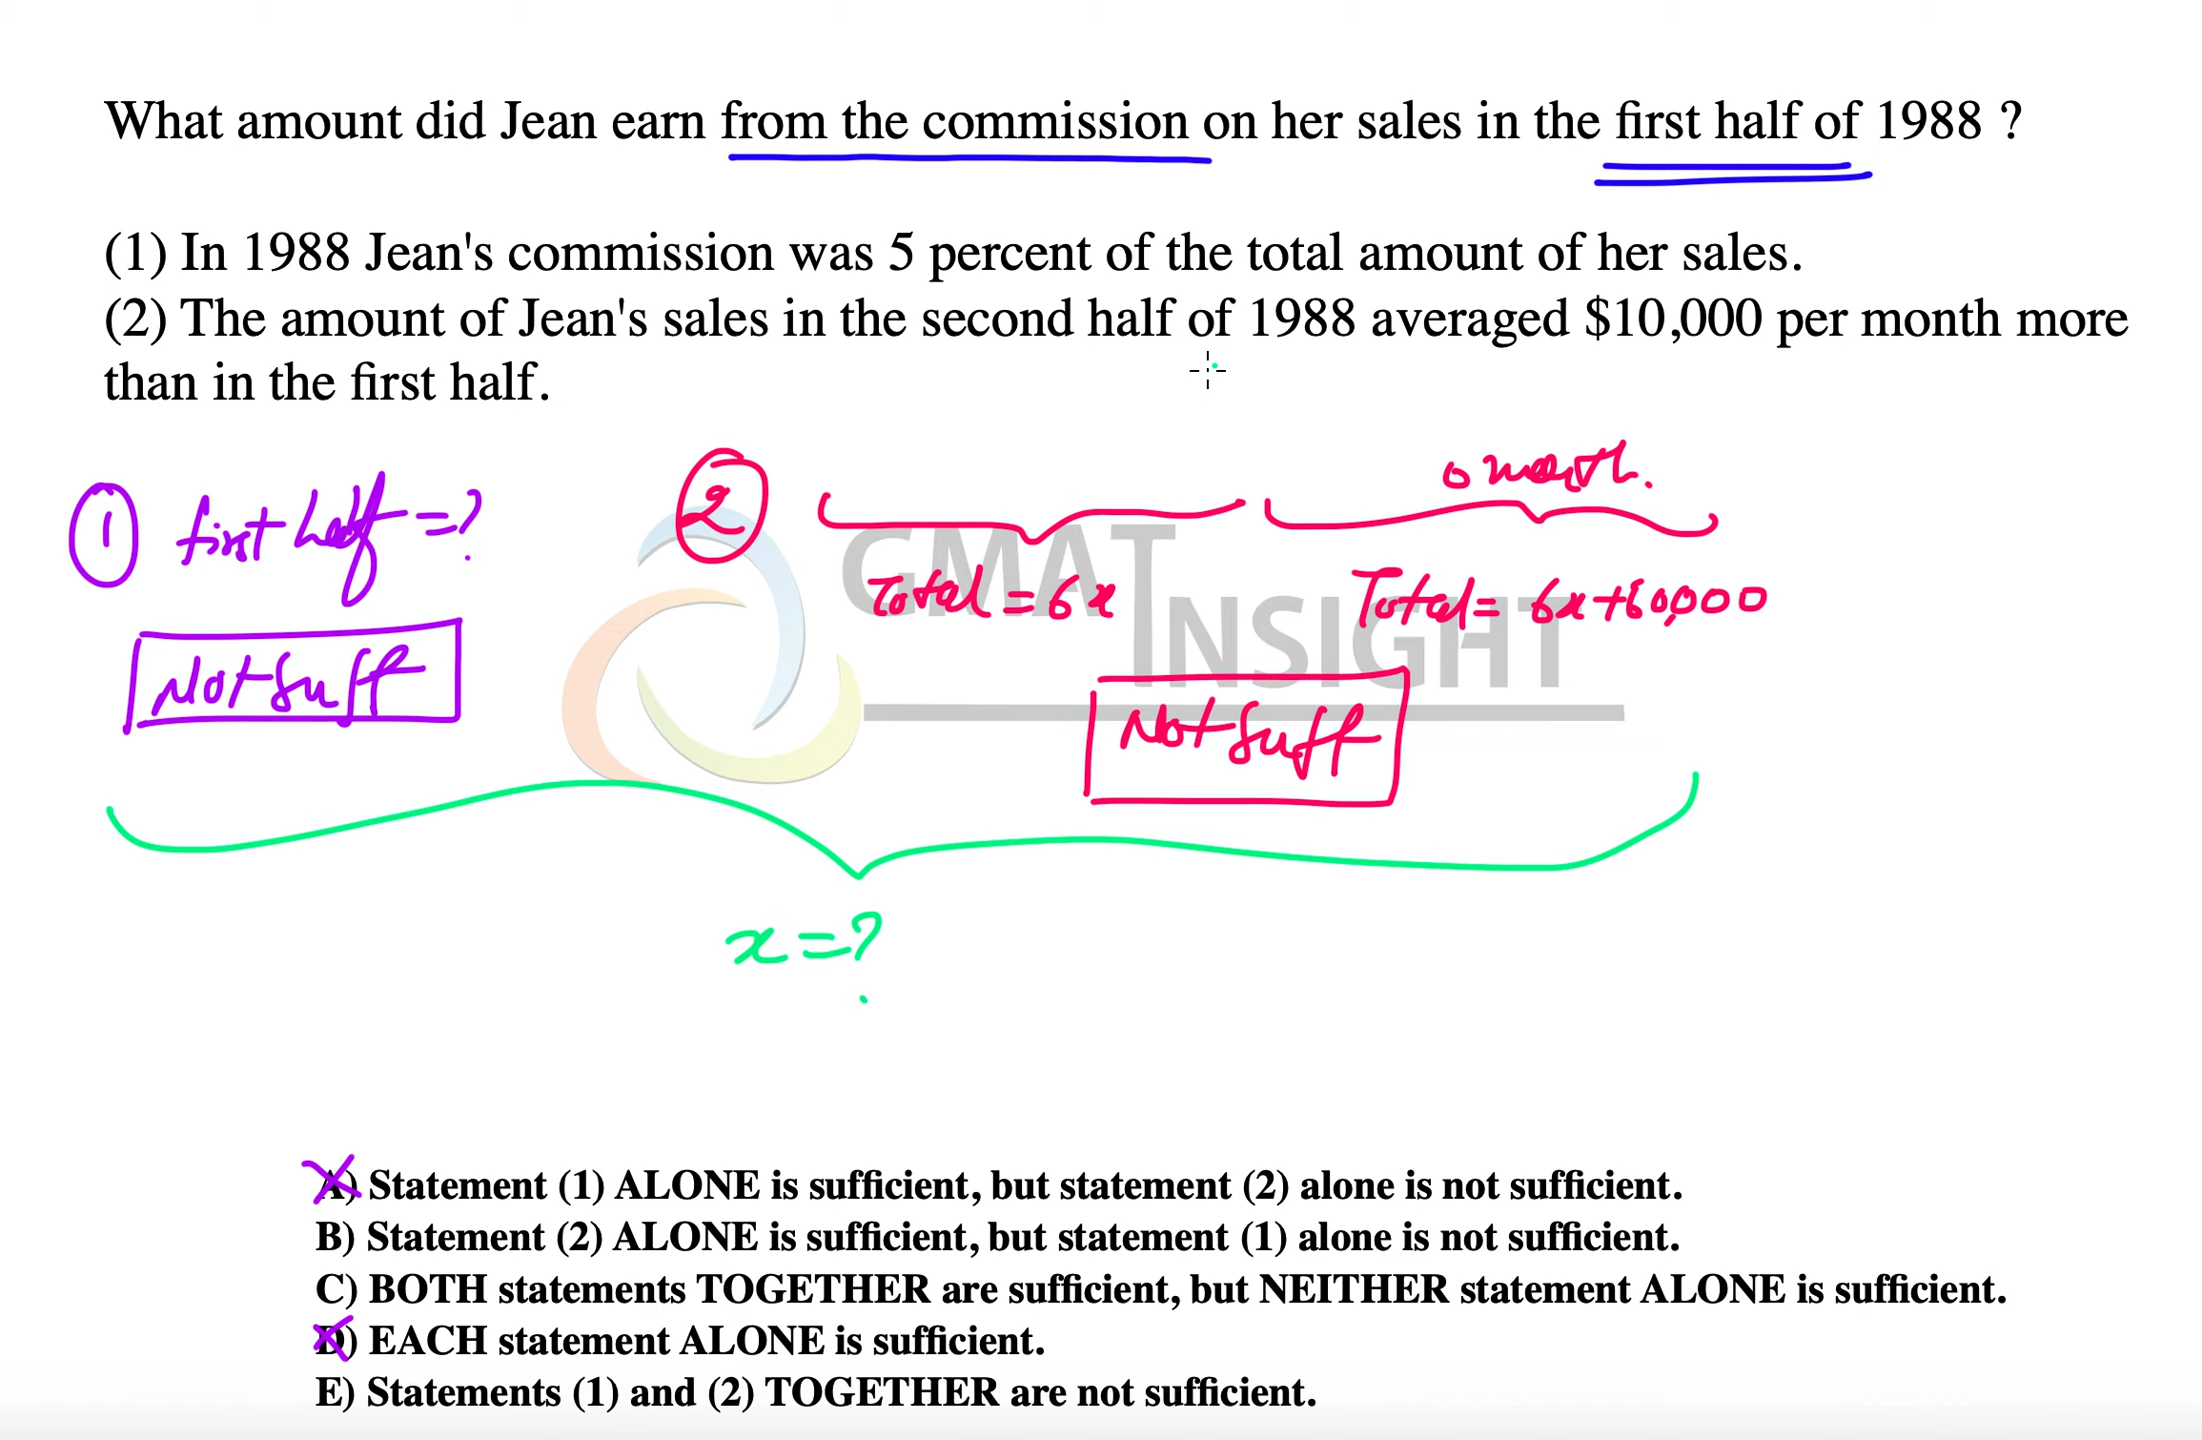 What amount did Jean earn from the commission on her sales in the first half of 1988 ?
(1) In 1988 Jean's commission was 5 percent of the total amount of her sales.
(2) The amount of Jean's sales in the second half of 1988 averaged $10,000 per month more
than in the first half.
① first half =?
Not Suff
②
6 month.
Total = 6x
Total = 6x+60,000
GMAT
INSIGHT
Not Suff
x=?
A) Statement (1) ALONE is sufficient, but statement (2) alone is not sufficient.
B) Statement (2) ALONE is sufficient, but statement (1) alone is not sufficient.
C) BOTH statements TOGETHER are sufficient, but NEITHER statement ALONE is sufficient.
D) EACH statement ALONE is sufficient.
E) Statements (1) and (2) TOGETHER are not sufficient.